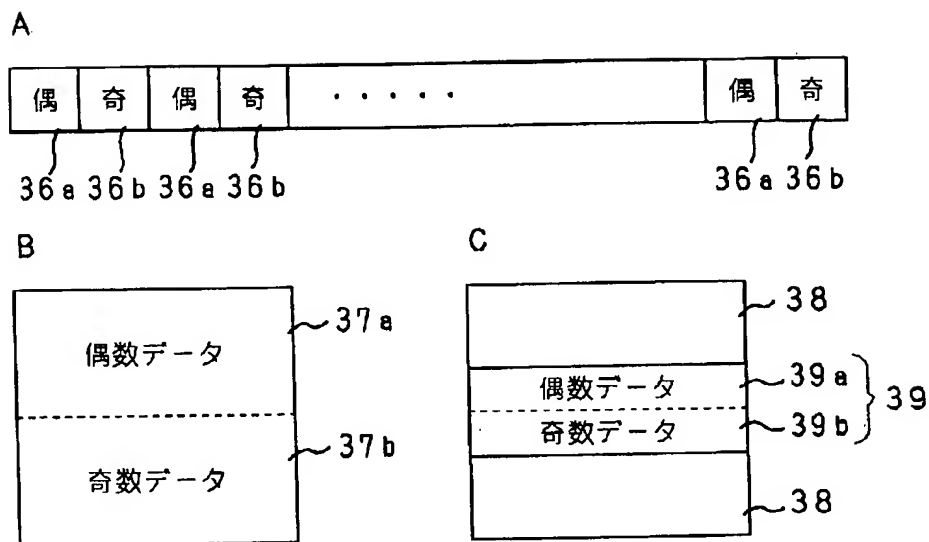 A
偶 奇 偶 奇 ・・・・・ 偶 奇
36a 36b 36a 36b 36a 36b
B
偶数データ 37a
奇数データ 37b
C
38
偶数データ 39a
奇数データ 39b
39
38